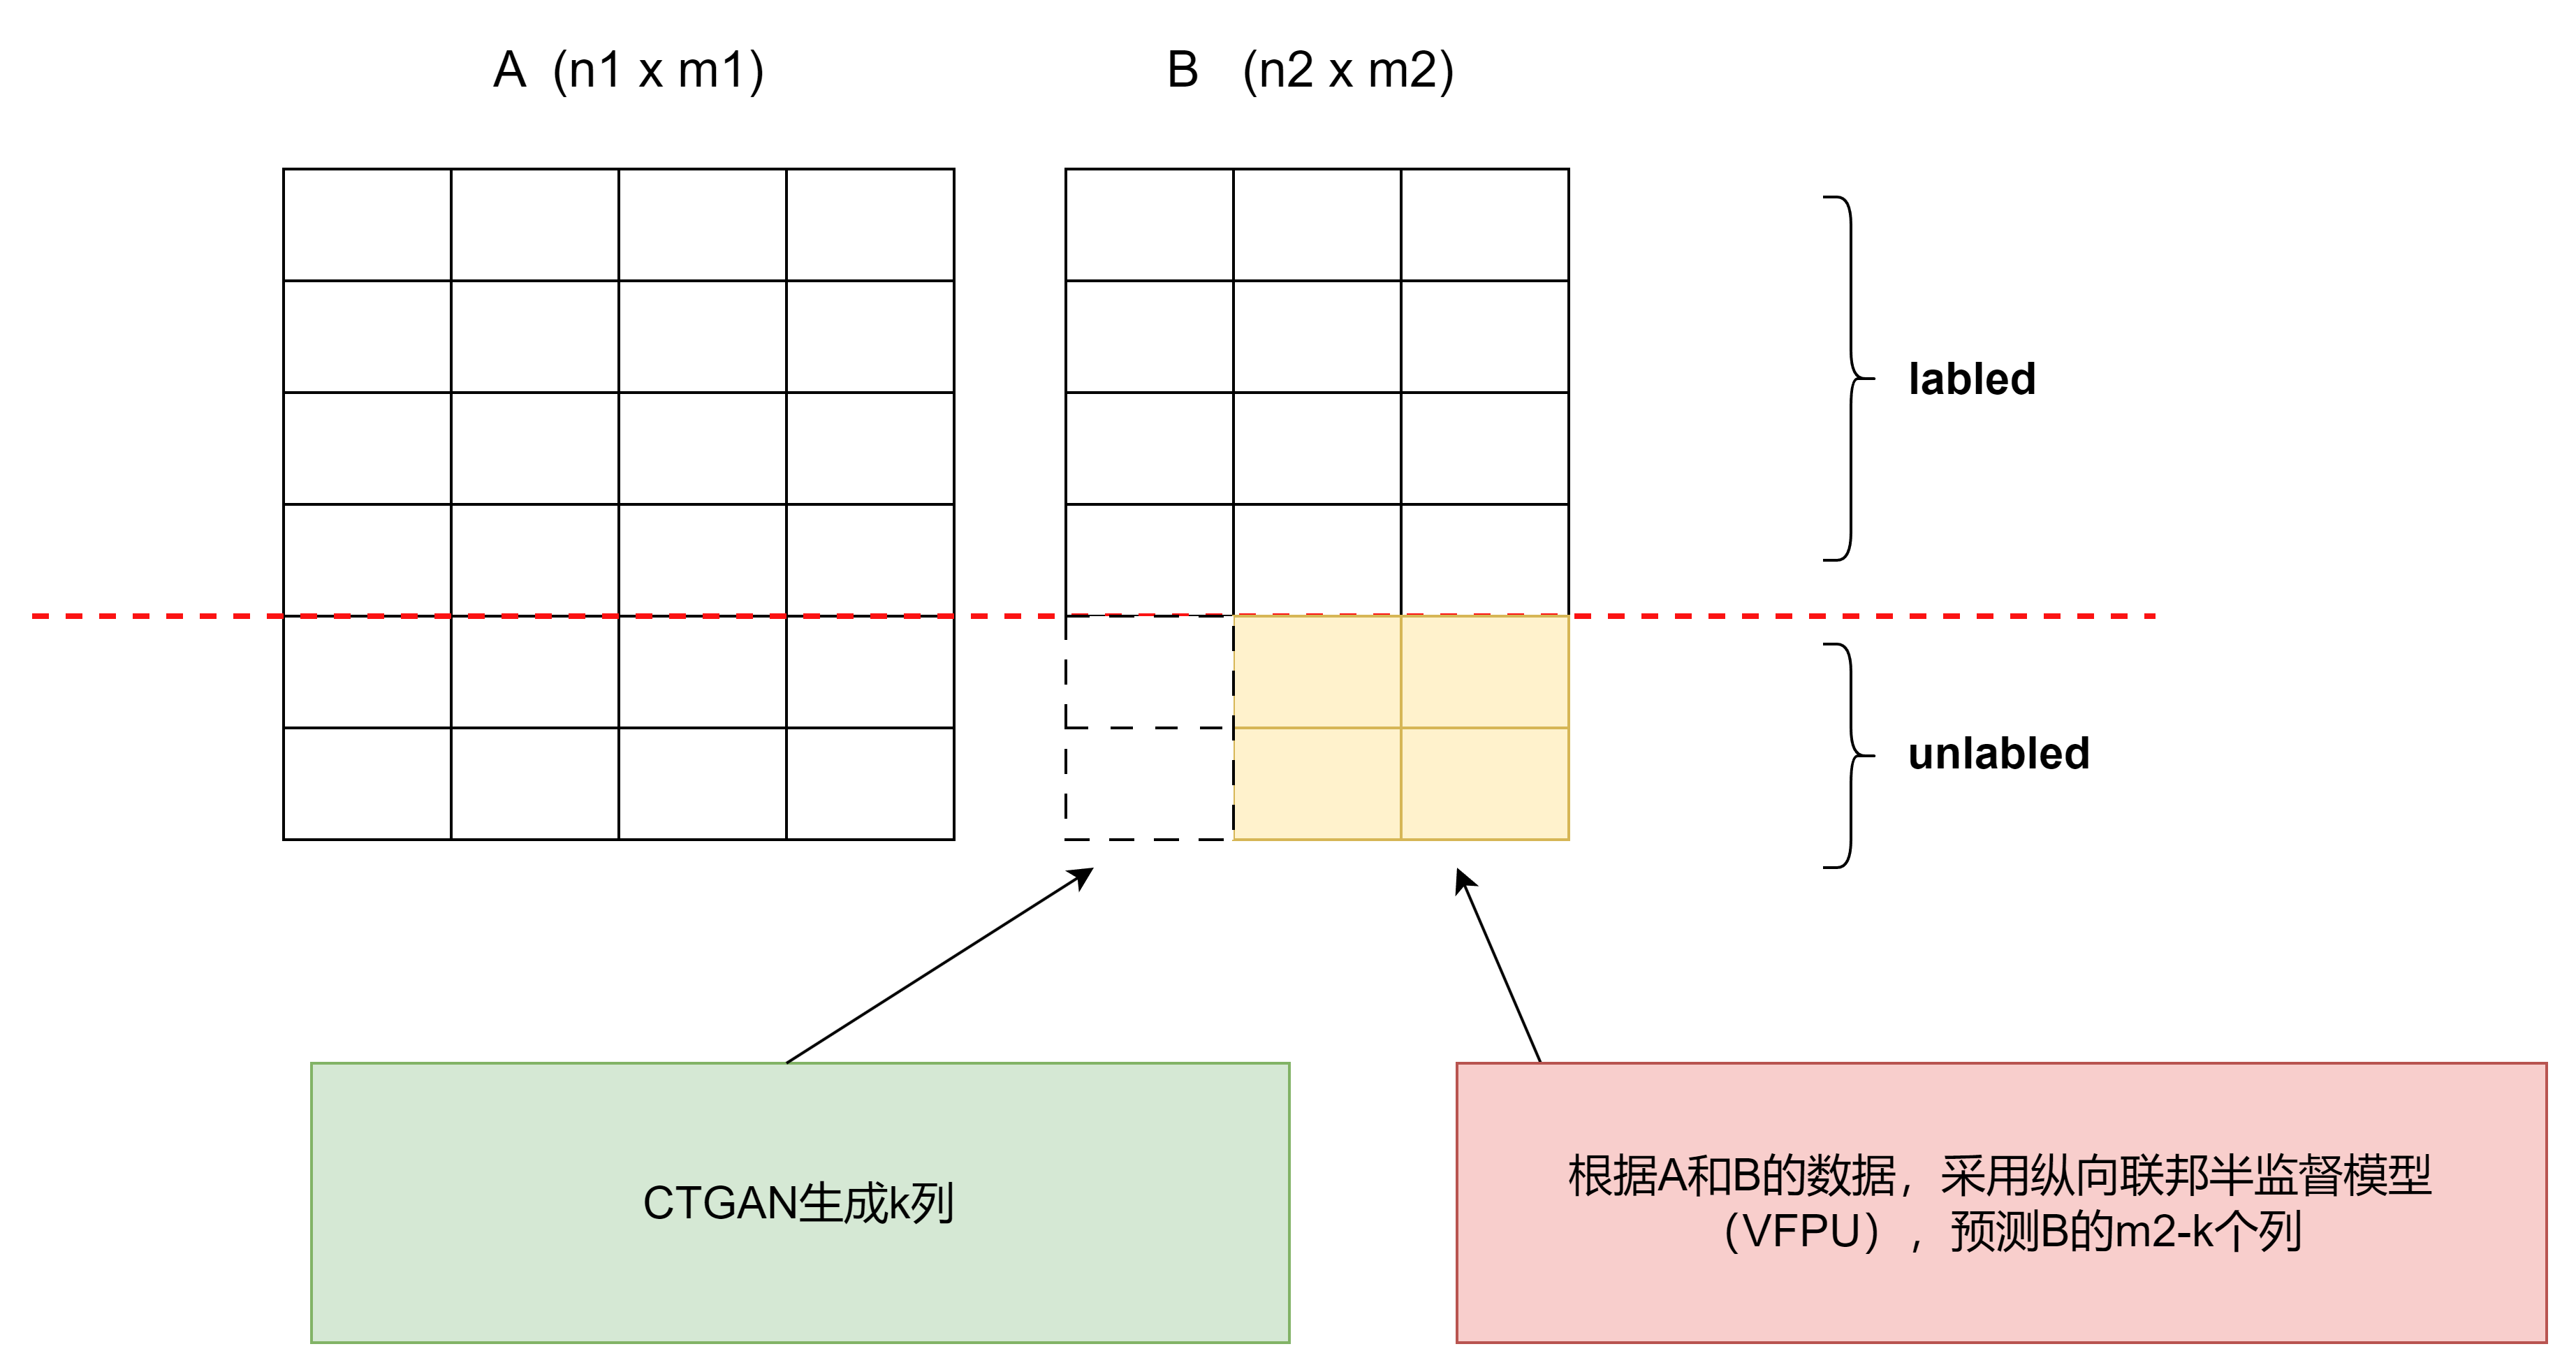 A (n1 x m1)
B (n2 x m2)
labled
unlabled
CTGAN生成k列
根据A和B的数据，采用纵向联邦半监督模型
（VFPU），预测B的m2-k个列